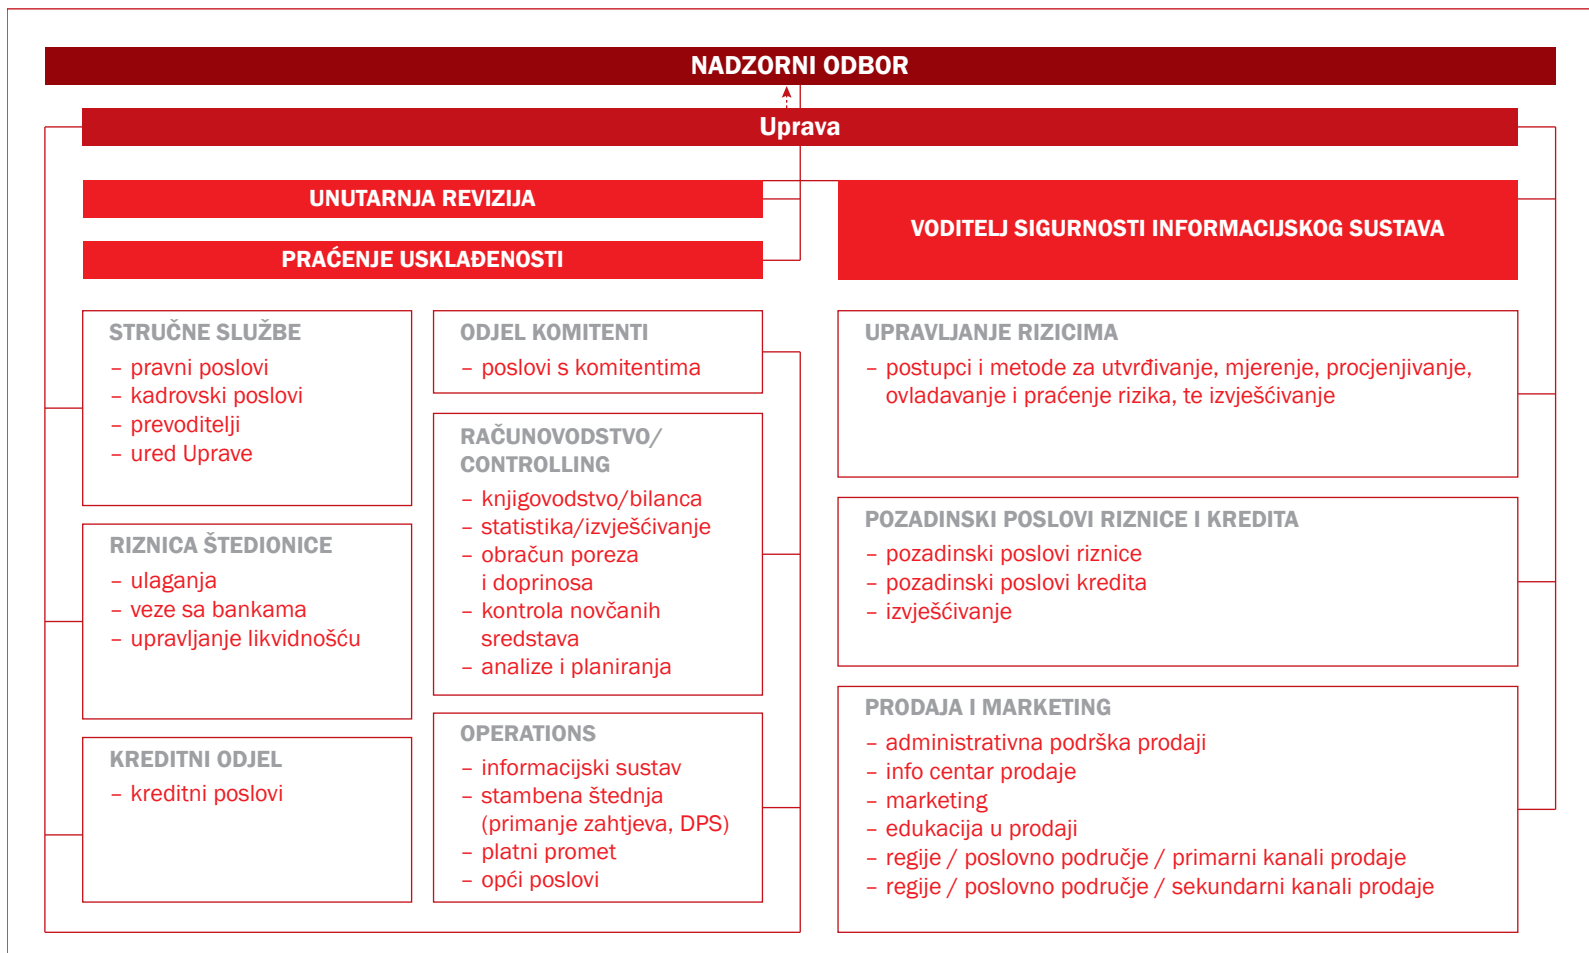 NADZORNI ODBOR
Uprava
UNUTARNJA REVIZIJA
PRAĆENJE USKLAĐENOSTI
VODITELJ SIGURNOSTI INFORMACIJSKOG SUSTAVA
STRUČNE SLUŽBE
– pravni poslovi
– kadrovski poslovi
– prevoditelji
– ured Uprave
RIZNICA ŠTEDIONICE
– ulaganja
– veze sa bankama
– upravljanje likvidnošću
KREDITNI ODJEL
– kreditni poslovi
ODJEL KOMITENTI
– poslovi s komitentima
RAČUNOVODSTVO/
CONTROLLING
– knjigovodstvo/bilanca
– statistika/izvješćivanje
– obračun poreza
i doprinosa
– kontrola novčanih
sredstava
– analize i planiranja
OPERATIONS
– informacijski sustav
– stambena štednja
(primanje zahtjeva, DPS)
– platni promet
– opći poslovi
UPRAVLJANJE RIZICIMA
– postupci i metode za utvrđivanje, mjerenje, procjenjivanje,
ovladavanje i praćenje rizika, te izvješćivanje
POZADINSKI POSLOVI RIZNICE I KREDITA
– pozadinski poslovi riznice
– pozadinski poslovi kredita
– izvješćivanje
PRODAJA I MARKETING
– administrativna podrška prodaji
– info centar prodaje
– marketing
– edukacija u prodaji
– regije / poslovno područje / primarni kanali prodaje
– regije / poslovno područje / sekundarni kanali prodaje